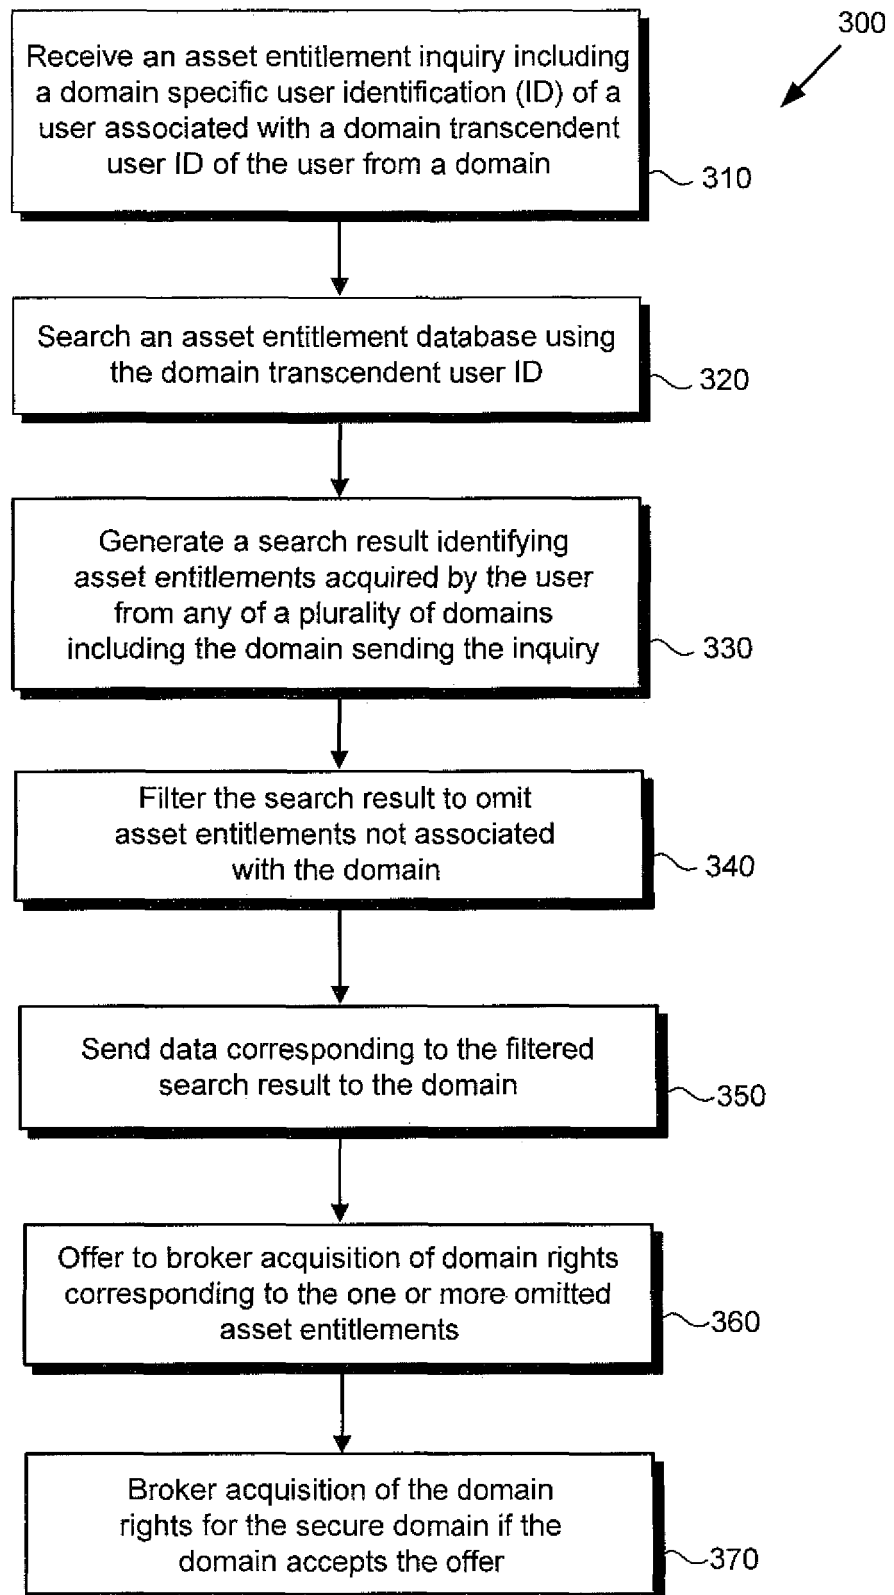 300
Receive an asset entitlement inquiry including
a domain specific user identification (ID) of a
user associated with a domain transcendent
user ID of the user from a domain
310
Search an asset entitlement database using
the domain transcendent user ID
320
Generate a search result identifying
asset entitlements acquired by the user
from any of a plurality of domains
including the domain sending the inquiry
330
Filter the search result to omit
asset entitlements not associated
with the domain
340
Send data corresponding to the filtered
search result to the domain
350
Offer to broker acquisition of domain rights
corresponding to the one or more omitted
asset entitlements
360
Broker acquisition of the domain
rights for the secure domain if the
domain accepts the offer
370